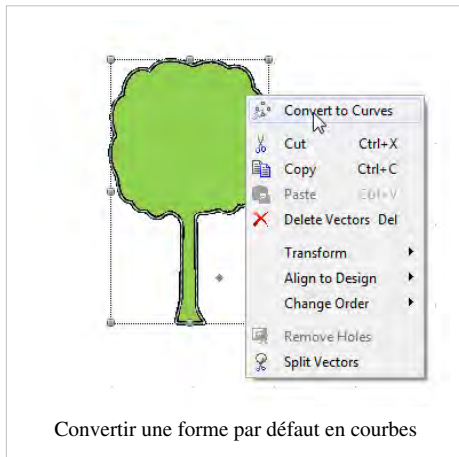 Convert to Curves
Cut Ctrl+X
Copy Ctrl+C
Paste Ctrl+V
Delete Vectors Del
Transform
Align to Design
Change Order
Remove Holes
Split Vectors
Convertir une forme par défaut en courbes